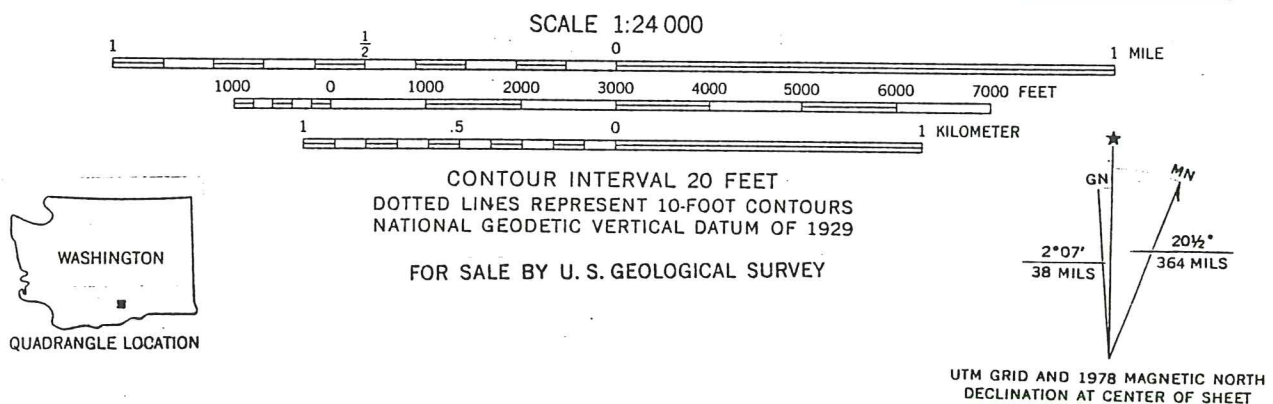 SCALE 1:24 000
1 ½ 0 1 MILE
1000 0 1000 2000 3000 4000 5000 6000 7000 FEET
1 .5 0 1 KILOMETER
CONTOUR INTERVAL 20 FEET
DOTTED LINES REPRESENT 10-FOOT CONTOURS
NATIONAL GEODETIC VERTICAL DATUM OF 1929
FOR SALE BY U. S. GEOLOGICAL SURVEY
WASHINGTON
QUADRANGLE LOCATION
GN
MN
2°07′
38 MILS
20½°
364 MILS
UTM GRID AND 1978 MAGNETIC NORTH
DECLINATION AT CENTER OF SHEET